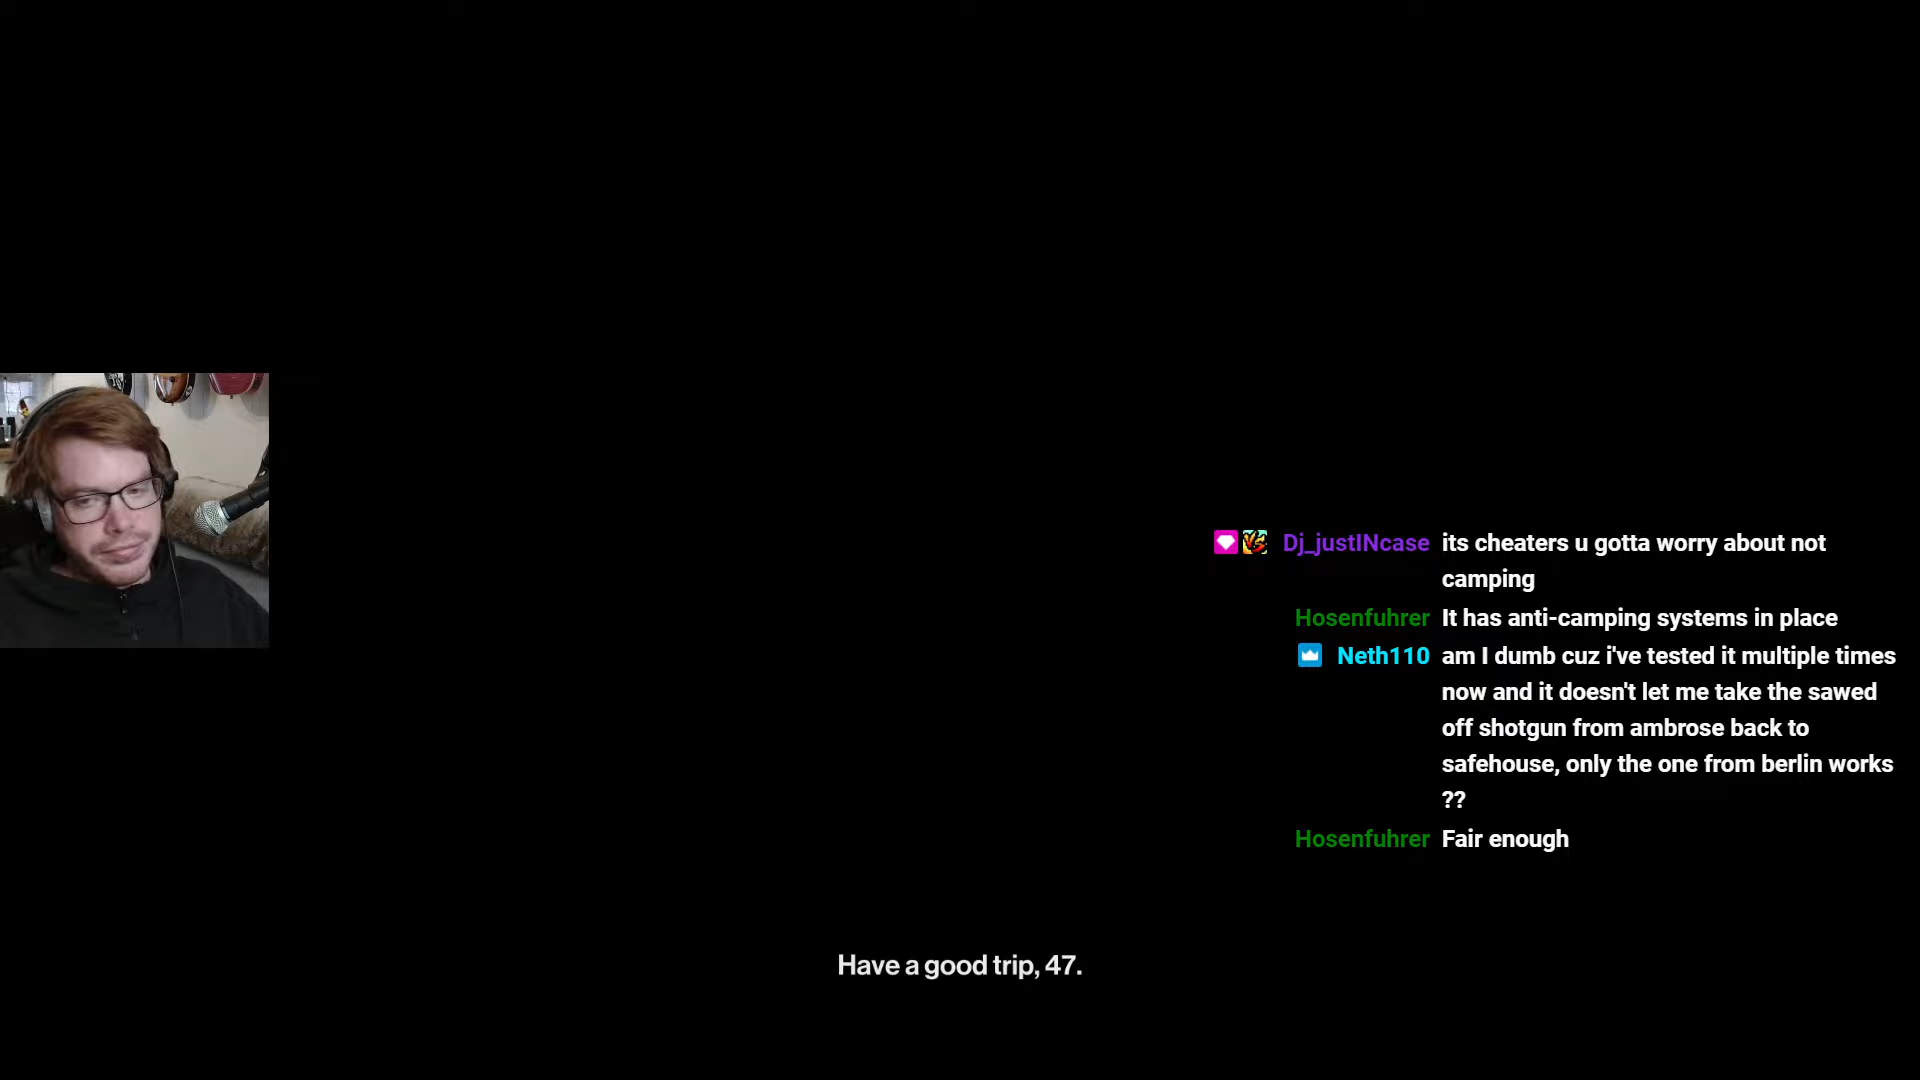 Dj_justINcase its cheaters u gotta worry about not
camping
Hosenfuhrer It has anti-camping systems in place
Neth110 am I dumb cuz i've tested it multiple times
now and it doesn't let me take the sawed
off shotgun from ambrose back to
safehouse, only the one from berlin works
??
Hosenfuhrer Fair enough
Have a good trip, 47.